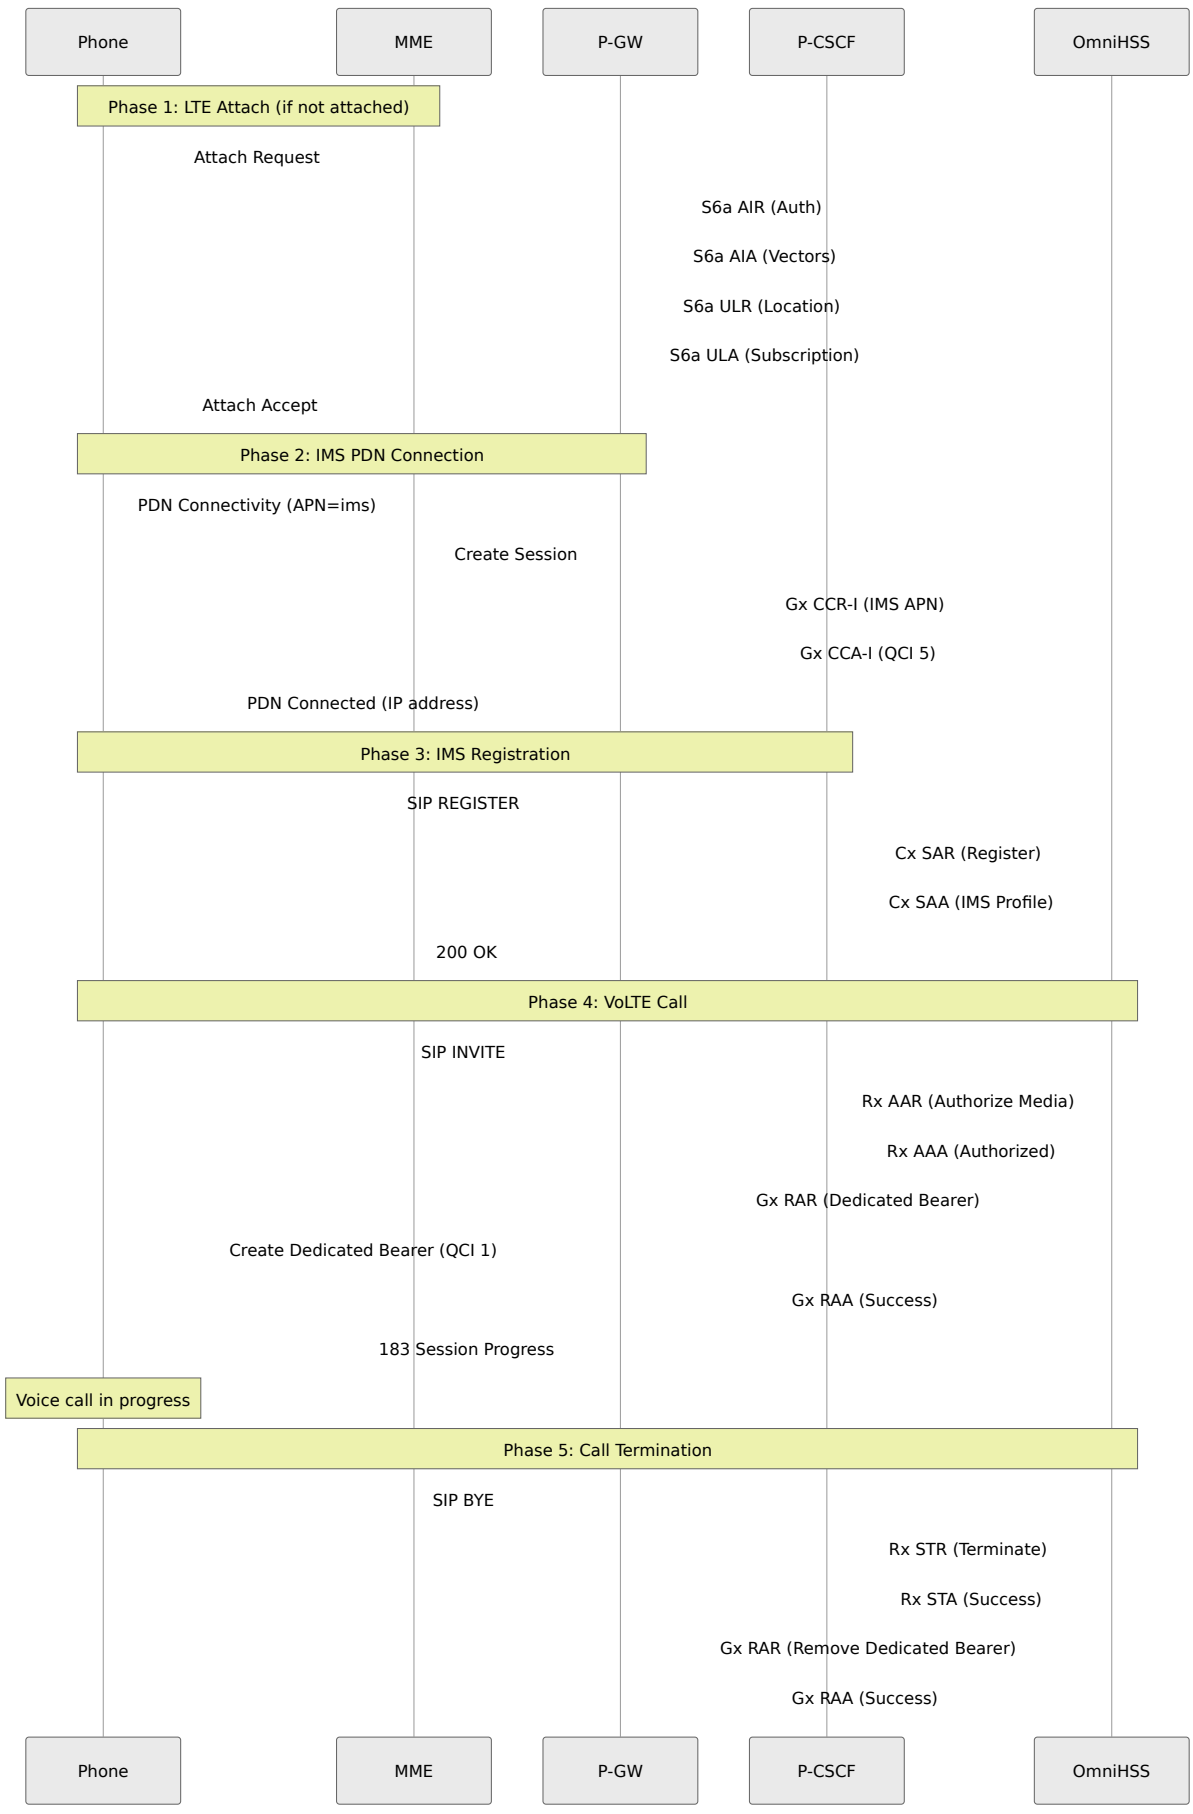 Phone
MME
P-GW
P-CSCF
OmniHSS
Phase 1: LTE Attach (if not attached)
Attach Request
S6a AIR (Auth)
S6a AIA (Vectors)
S6a ULR (Location)
S6a ULA (Subscription)
Attach Accept
Phase 2: IMS PDN Connection
PDN Connectivity (APN=ims)
Create Session
Gx CCR-I (IMS APN)
Gx CCA-I (QCI 5)
PDN Connected (IP address)
Phase 3: IMS Registration
SIP REGISTER
Cx SAR (Register)
Cx SAA (IMS Profile)
200 OK
Phase 4: VoLTE Call
SIP INVITE
Rx AAR (Authorize Media)
Rx AAA (Authorized)
Gx RAR (Dedicated Bearer)
Create Dedicated Bearer (QCI 1)
Gx RAA (Success)
183 Session Progress
Voice call in progress
Phase 5: Call Termination
SIP BYE
Rx STR (Terminate)
Rx STA (Success)
Gx RAR (Remove Dedicated Bearer)
Gx RAA (Success)
Phone
MME
P-GW
P-CSCF
OmniHSS